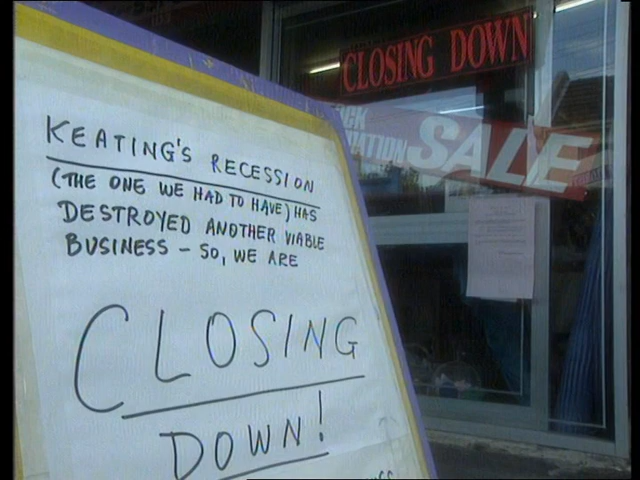 KEATING'S RECESSION
(THE ONE WE HAD TO HAVE) HAS
DESTROYED ANOTHER VIABLE
BUSINESS – SO, WE ARE
CLOSING
DOWN!
CLOSING DOWN
SALE